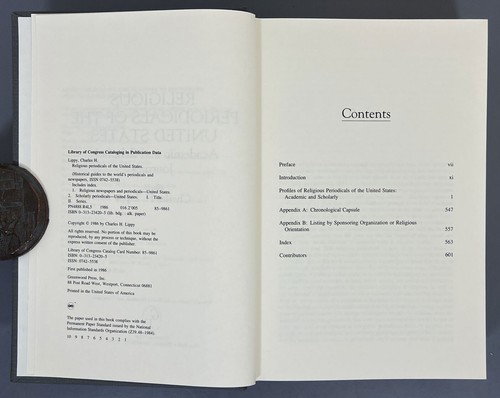 Library of Congress Cataloging in Publication Data
Lippy, Charles H.
Religious periodicals of the United States.
(Historical guides to the world's periodicals and
newspapers, ISSN 0742-5538)
Includes index.
1. Religious newspapers and periodicals—United States.
2. Scholarly periodicals—United States. I. Title.
II. Series.
PN4888.R4L5 1986 016.2'005 85-9861
ISBN 0-313-23420-5 (lib. bdg. : alk. paper)
Copyright © 1986 by Charles H. Lippy
All rights reserved. No portion of this book may be
reproduced, by any process or technique, without the
express written consent of the publisher.
Library of Congress Catalog Card Number: 85-9861
ISBN: 0-313-23420-5
ISSN: 0742-5538
First published in 1986
Greenwood Press, Inc.
88 Post Road West, Westport, Connecticut 06881
Printed in the United States of America
The paper used in this book complies with the
Permanent Paper Standard issued by the National
Information Standards Organization (Z39.48-1984).
10 9 8 7 6 5 4 3 2 1
Contents
Preface vii
Introduction xi
Profiles of Religious Periodicals of the United States:
Academic and Scholarly 1
Appendix A: Chronological Capsule 547
Appendix B: Listing by Sponsoring Organization or Religious
Orientation 557
Index 563
Contributors 601